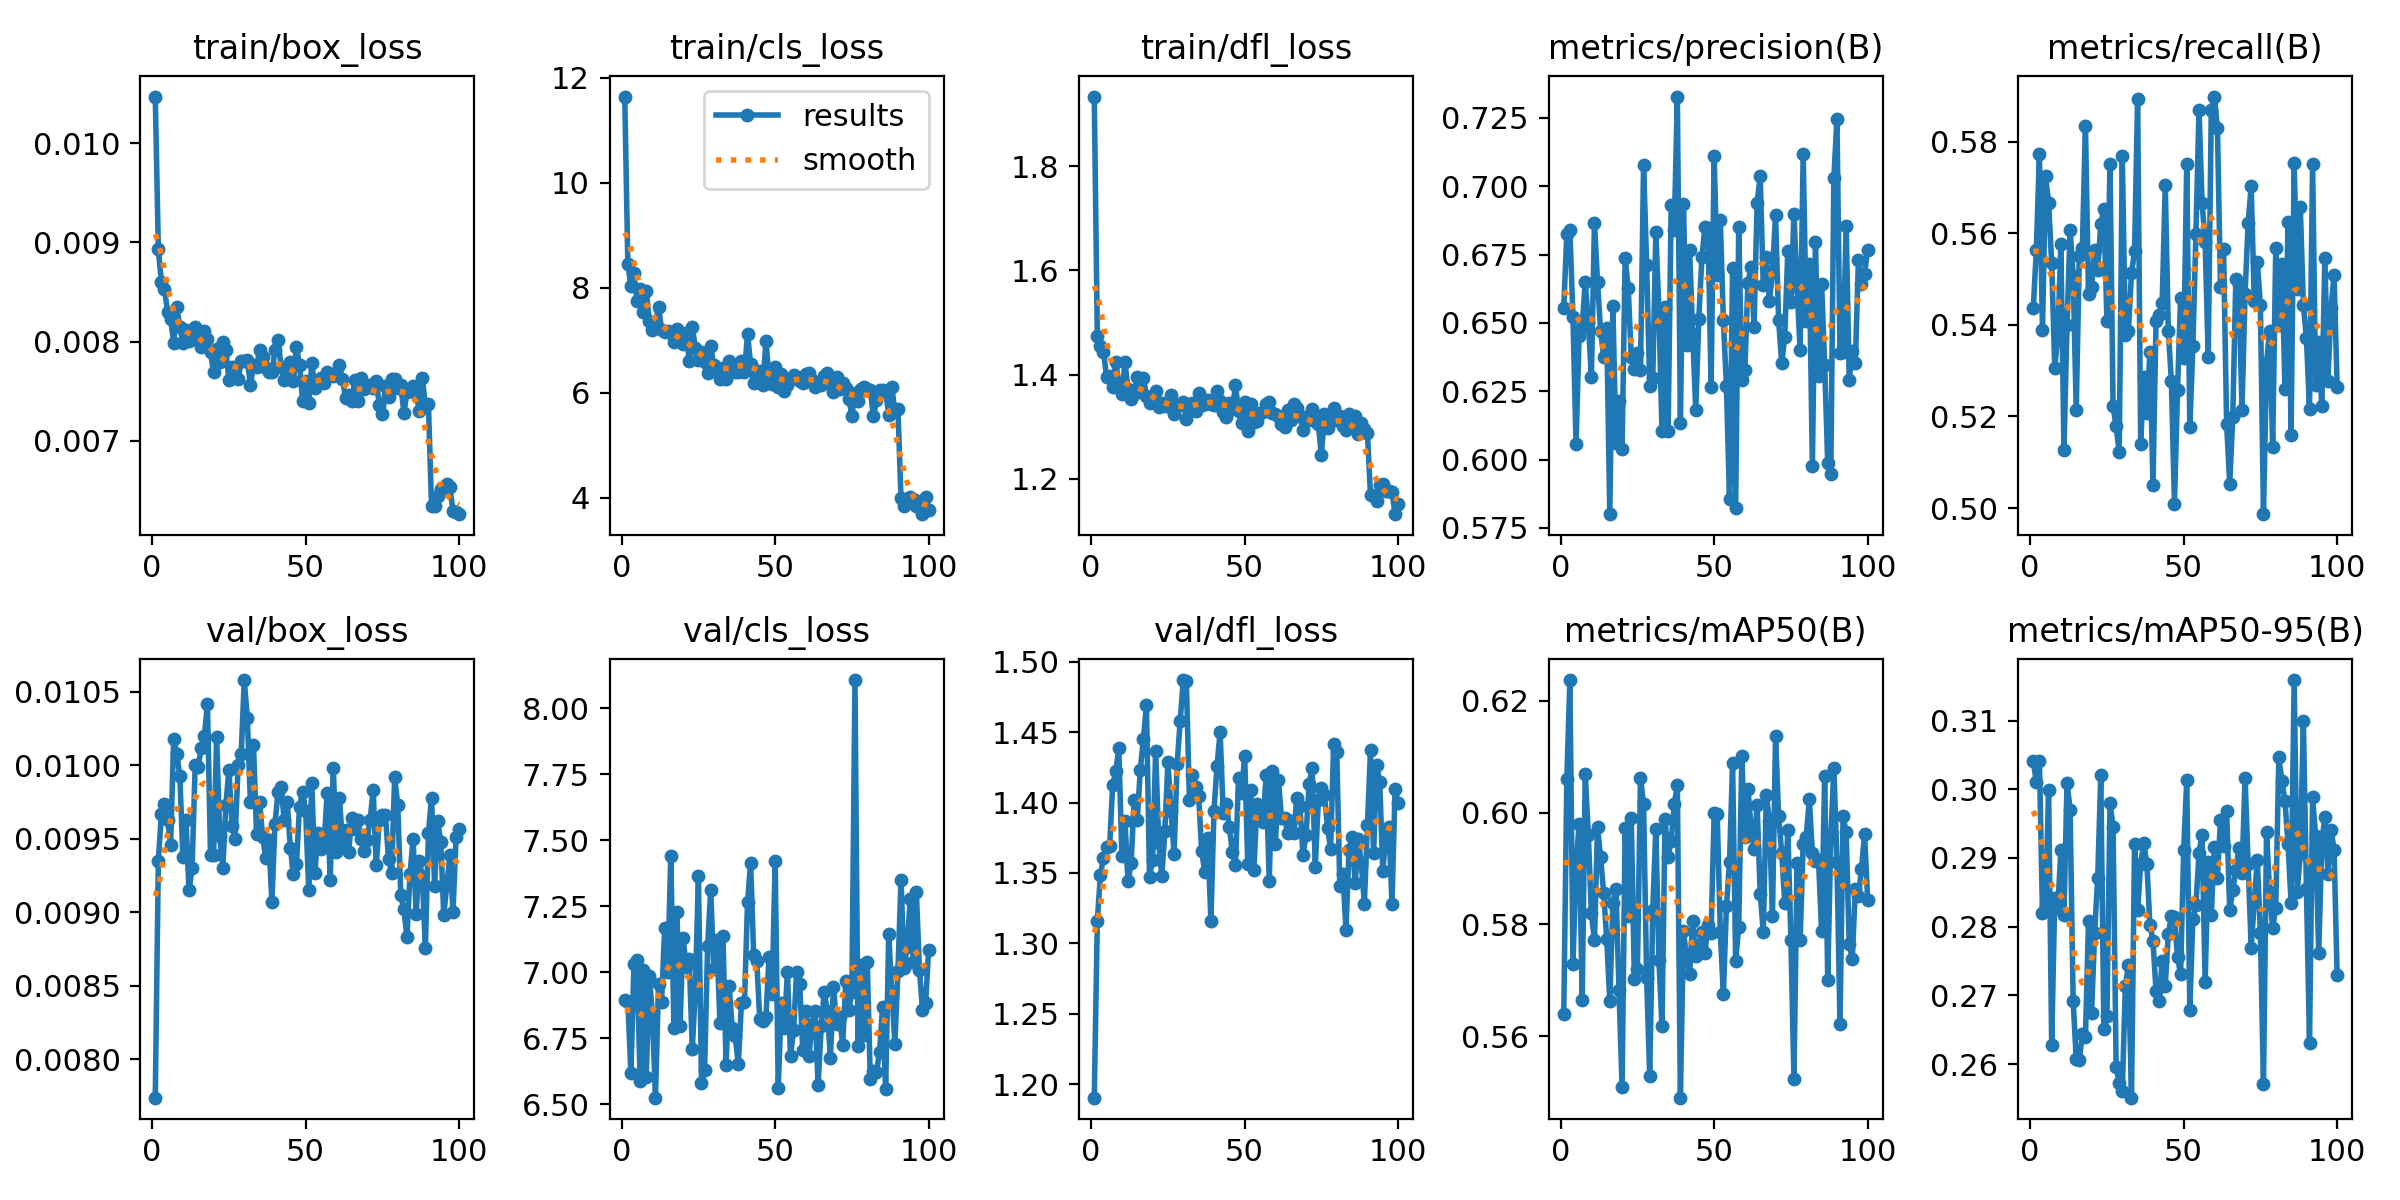 train/box_loss
0.010
0.009
0.008
0.007
0 50 100
train/cls_loss
12
10
8
6
4
results
smooth
0 50 100
train/dfl_loss
1.8
1.6
1.4
1.2
0 50 100
metrics/precision(B)
0.725
0.700
0.675
0.650
0.625
0.600
0.575
0 50 100
metrics/recall(B)
0.58
0.56
0.54
0.52
0.50
0 50 100
val/box_loss
0.0105
0.0100
0.0095
0.0090
0.0085
0.0080
0 50 100
val/cls_loss
8.00
7.75
7.50
7.25
7.00
6.75
6.50
0 50 100
val/dfl_loss
1.50
1.45
1.40
1.35
1.30
1.25
1.20
0 50 100
metrics/mAP50(B)
0.62
0.60
0.58
0.56
0 50 100
metrics/mAP50-95(B)
0.31
0.30
0.29
0.28
0.27
0.26
0 50 100